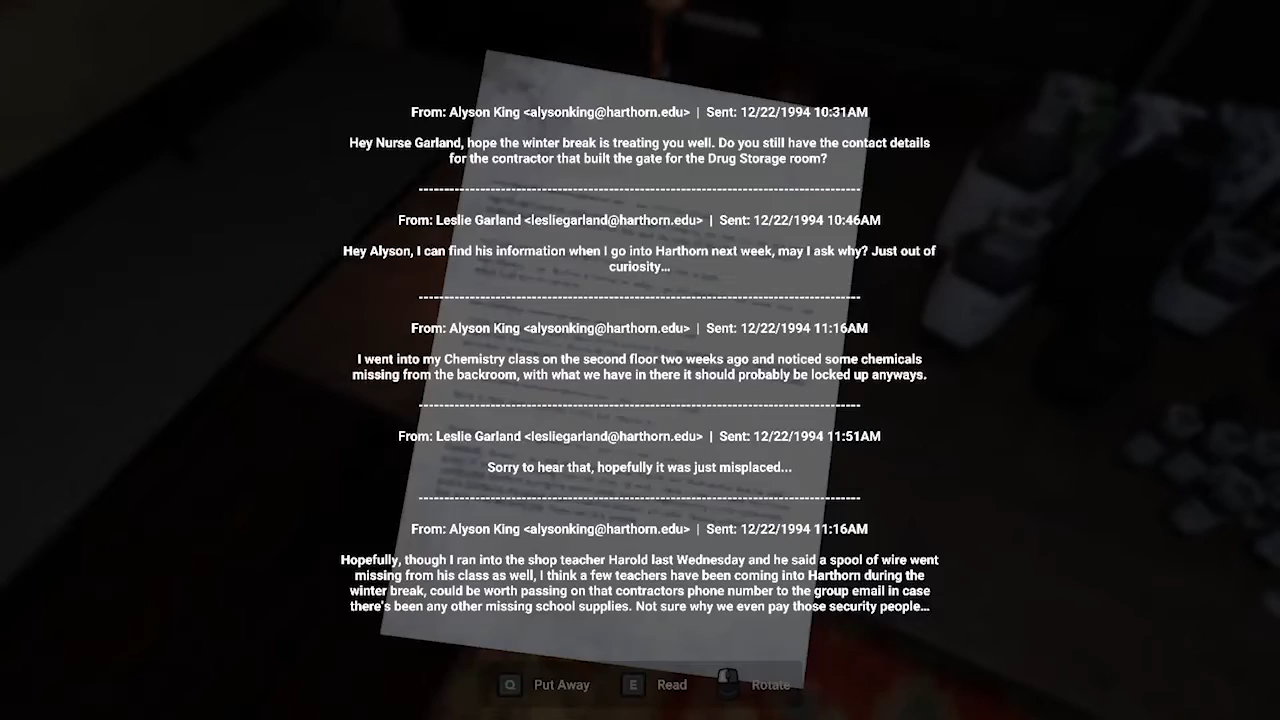 From: Alyson King <alysonking@harthorn.edu> | Sent: 12/22/1994 10:31AM
Hey Nurse Garland, hope the winter break is treating you well. Do you still have the contact details
for the contractor that built the gate for the Drug Storage room?
--------------------------------------------------------------------------------
From: Leslie Garland <lesliegarland@harthorn.edu> | Sent: 12/22/1994 10:46AM
Hey Alyson, I can find his information when I go into Harthorn next week, may I ask why? Just out of
curiosity...
--------------------------------------------------------------------------------
From: Alyson King <alysonking@harthorn.edu> | Sent: 12/22/1994 11:16AM
I went into my Chemistry class on the second floor two weeks ago and noticed some chemicals
missing from the backroom, with what we have in there it should probably be locked up anyways.
--------------------------------------------------------------------------------
From: Leslie Garland <lesliegarland@harthorn.edu> | Sent: 12/22/1994 11:51AM
Sorry to hear that, hopefully it was just misplaced...
--------------------------------------------------------------------------------
From: Alyson King <alysonking@harthorn.edu> | Sent: 12/22/1994 11:16AM
Hopefully, though I ran into the shop teacher Harold last Wednesday and he said a spool of wire went
missing from his class as well, I think a few teachers have been coming into Harthorn during the
winter break, could be worth passing on that contractors phone number to the group email in case
there's been any other missing school supplies. Not sure why we even pay those security people...
Q Put Away E Read Rotate